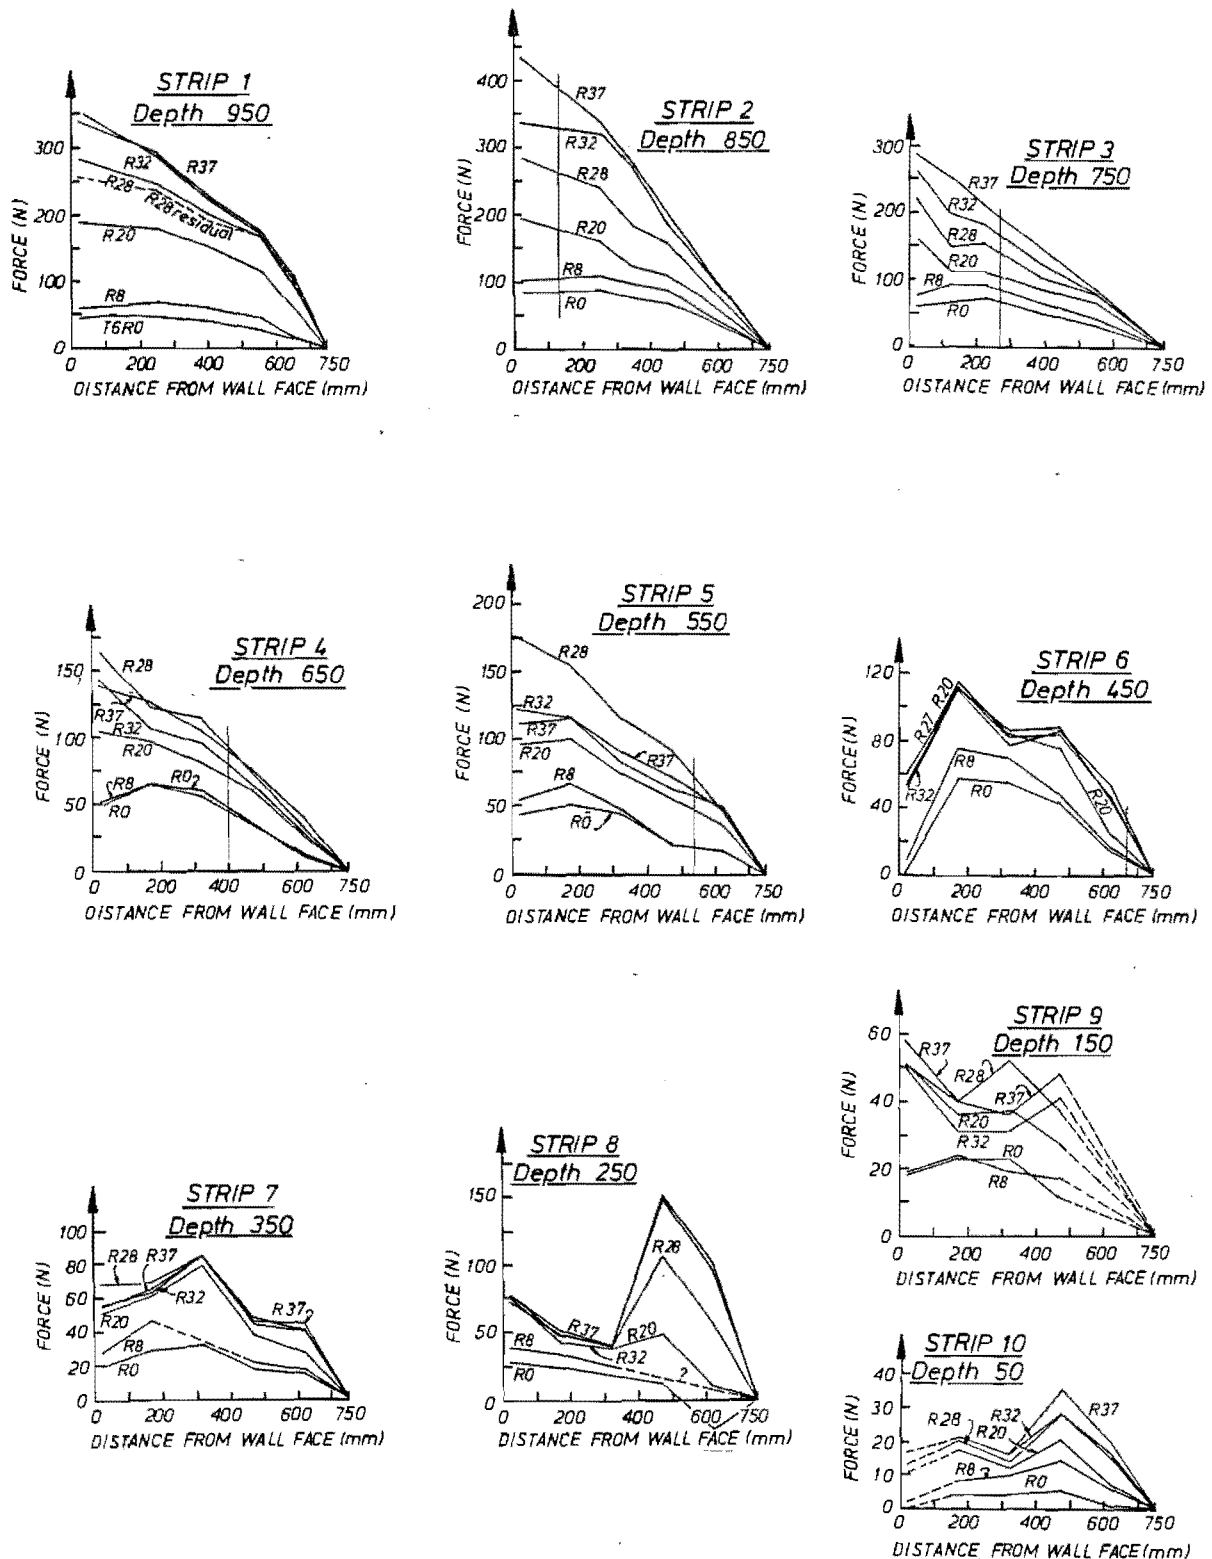 STRIP 1
Depth 950
FORCE (N)
300
200
100
0
R37
R32
R28
R28 residual
R20
R8
T6R0
0
200
400
600
750
DISTANCE FROM WALL FACE (mm)
STRIP 2
Depth 850
FORCE (N)
400
300
200
100
0
R37
R32
R28
R20
R8
R0
0
200
400
600
750
DISTANCE FROM WALL FACE (mm)
STRIP 3
Depth 750
FORCE (N)
300
200
100
0
R37
R32
R28
R20
R8
R0
0
200
400
600
750
DISTANCE FROM WALL FACE (mm)
STRIP 4
Depth 650
FORCE (N)
150
100
50
0
R28
R37
R32
R20
R8
R0
R0
0
200
400
600
750
DISTANCE FROM WALL FACE (mm)
STRIP 5
Depth 550
FORCE (N)
200
150
100
50
0
R28
R32
R37
R37
R20
R8
R0
0
200
400
600
750
DISTANCE FROM WALL FACE (mm)
STRIP 6
Depth 450
FORCE (N)
120
80
40
0
R27
R20
R32
R8
R0
R20
0
200
400
600
750
DISTANCE FROM WALL FACE (mm)
STRIP 7
Depth 350
FORCE (N)
100
80
60
40
20
0
R28
R37
R32
R37
R20
R8
R0
0
200
400
600
750
DISTANCE FROM WALL FACE (mm)
STRIP 8
Depth 250
FORCE (N)
150
100
50
0
R28
R37
R20
R8
R32
R0
?
0
200
400
600
750
DISTANCE FROM WALL FACE (mm)
STRIP 9
Depth 150
FORCE (N)
60
40
20
0
R37
R28
R37
R20
R32
R0
R8
0
200
400
600
750
DISTANCE FROM WALL FACE (mm)
STRIP 10
Depth 50
FORCE (N)
40
30
20
10
0
R28
R32
R20
R37
R8
R0
0
200
400
600
750
DISTANCE FROM WALL FACE (mm)